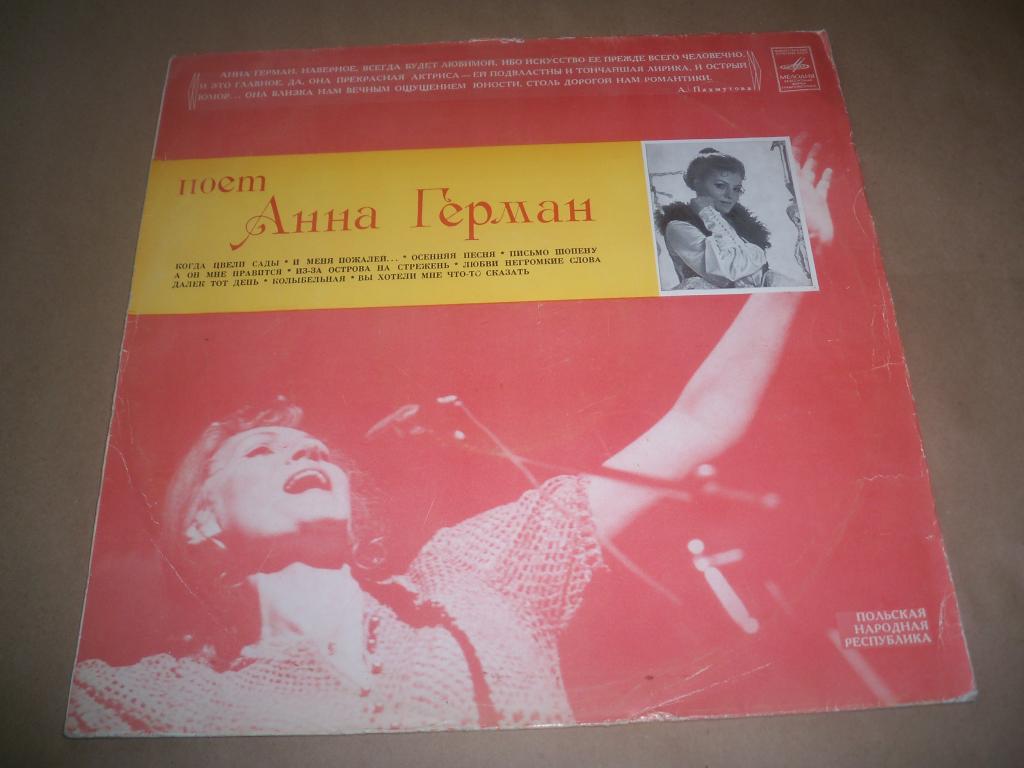 АННА ГЕРМАН, НАВЕРНОЕ, ВСЕГДА БУДЕТ ЛЮБИМОЙ, ИБО ИСКУССТВО ЕЕ ПРЕЖДЕ ВСЕГО ЧЕЛОВЕЧНО,
И ЭТО ГЛАВНОЕ. ДА, ОНА ПРЕКРАСНАЯ АКТРИСА — ЕЙ ПОДВЛАСТНЫ И ТОНЧАЙШАЯ ЛИРИКА, И ОСТРЫЙ
ЮМОР... ОНА БЛИЗКА НАМ ВЕЧНЫМ ОЩУЩЕНИЕМ ЮНОСТИ, СТОЛЬ ДОРОГОЙ НАМ РОМАНТИКИ.
А. Пахмутова
МЕЛОДИЯ
поет
Анна Герман
КОГДА ЦВЕЛИ САДЫ • И МЕНЯ ПОЖАЛЕЙ... • ОСЕННЯЯ ПЕСНЯ • ПИСЬМО ШОПЕНУ
А ОН МНЕ НРАВИТСЯ • ИЗ-ЗА ОСТРОВА НА СТРЕЖЕНЬ • ЛЮБВИ НЕГРОМКИЕ СЛОВА
ДАЛЕК ТОТ ДЕНЬ • КОЛЫБЕЛЬНАЯ • ВЫ ХОТЕЛИ МНЕ ЧТО-ТО СКАЗАТЬ
ПОЛЬСКАЯ
НАРОДНАЯ
РЕСПУБЛИКА